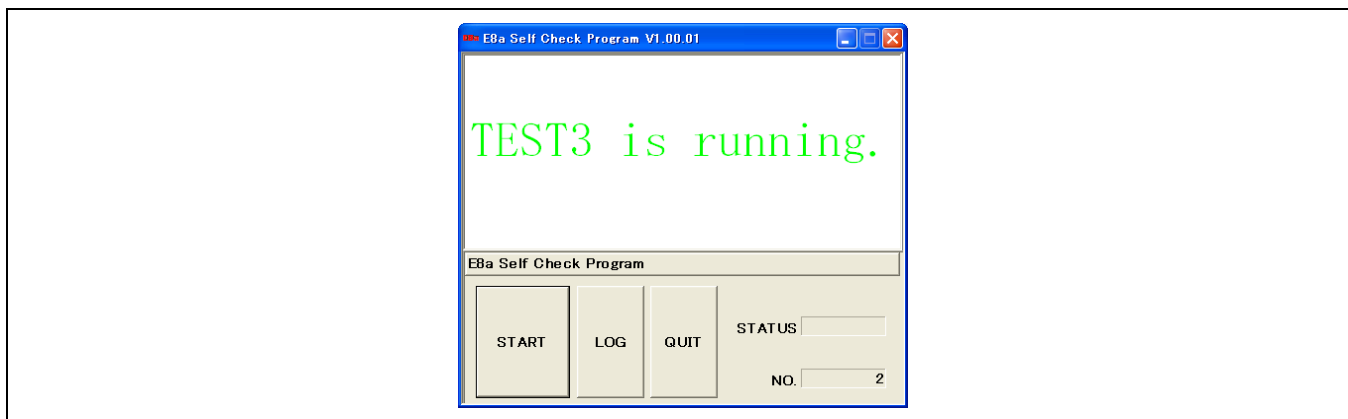 E8a Self Check Program V1.00.01
TEST3 is running.
E8a Self Check Program
START
LOG
QUIT
STATUS
NO. 2